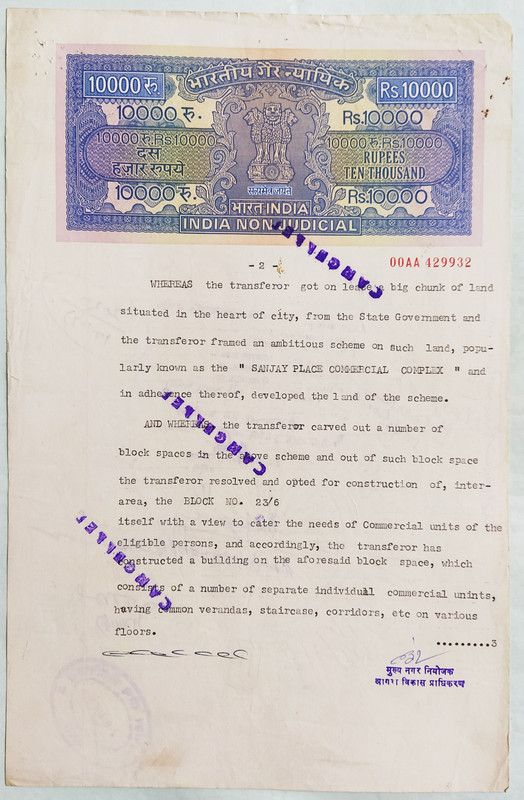 भारतीय गैर न्यायिक
10000 रु.
Rs.10000
10000 रु.
Rs.10000
10000 रु.Rs10000
10000 रु.Rs10000
दस
हज़ार रुपये
RUPEES
TEN THOUSAND
10000 रु.
Rs.10000
सत्यमेव जयते
भारत INDIA
INDIA NON JUDICIAL
- 2 -
00AA 429932
CANCELLED
WHEREAS the transferor got on lease a big chunk of land
situated in the heart of city, from the State Government and
the transferor framed an ambitious scheme on such land, popu-
larly known as the " SANJAY PLACE COMMERCIAL COMPLEX " and
in adherence thereof, developed the land of the scheme.
CANCELLED
AND WHEREAS the transferor carved out a number of
block spaces in the above scheme and out of such block space
the transferor resolved and opted for construction of, inter-
area, the BLOCK NO. 23/6
itself with a view to cater the needs of Commercial units of the
CANCELLED
eligible persons, and accordingly, the transferor has
constructed a building on the aforesaid block space, which
consists of a number of separate individuall commercial unints,
having common verandas, staircase, corridors, etc on various
floors.
.........3
मुख्य नगर नियोजक
आगरा विकास प्राधिकरण